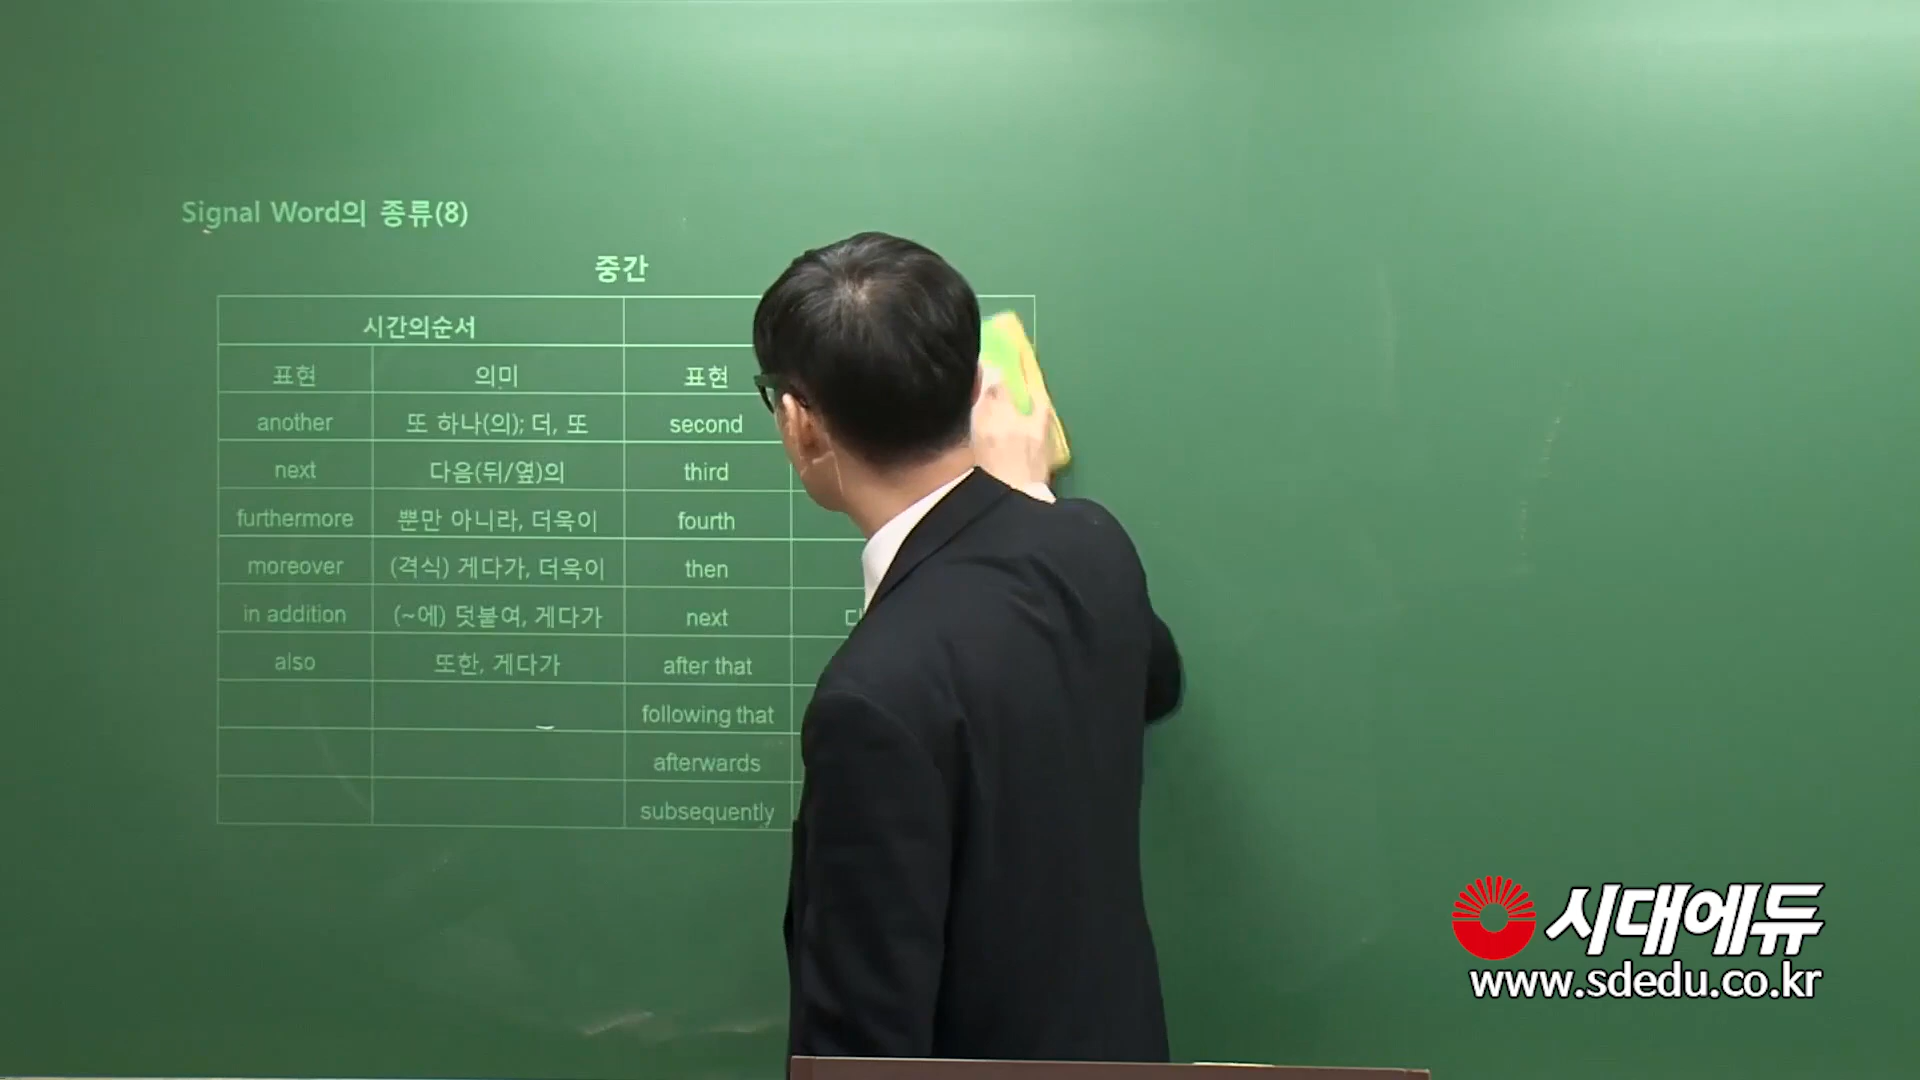 Signal Word의 종류(8)
중간
시간의순서
표현 의미 표현
another 또 하나(의); 더, 또 second
next 다음(뒤/옆)의 third
furthermore 뿐만 아니라, 더욱이 fourth
moreover (격식) 게다가, 더욱이 then
in addition (~에) 덧붙여, 게다가 next
also 또한, 게다가 after that
following that
afterwards
subsequently
시대에듀
www.sdedu.co.kr